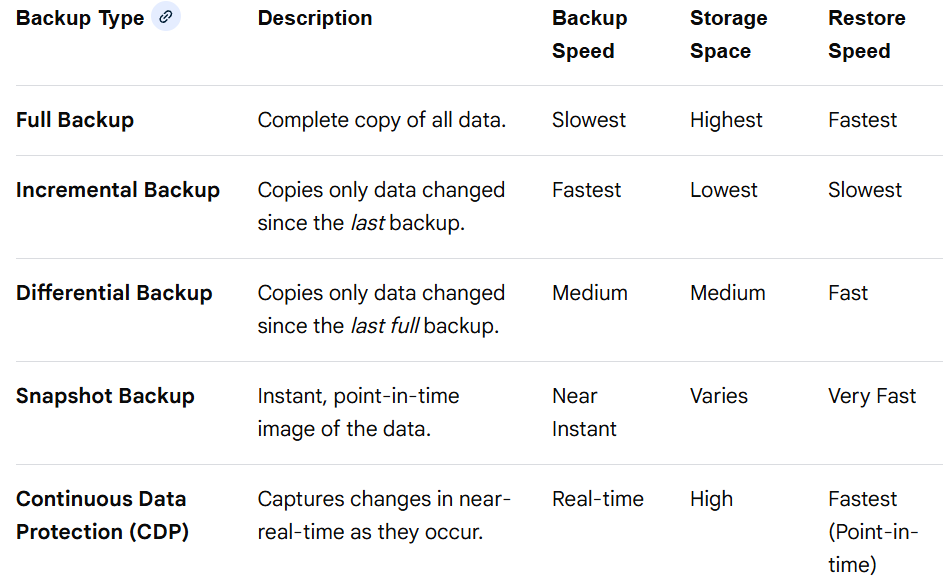 Backup Type Description Backup Speed Storage Space Restore Speed
Full Backup Complete copy of all data. Slowest Highest Fastest
Incremental Backup Copies only data changed since the last backup. Fastest Lowest Slowest
Differential Backup Copies only data changed since the last full backup. Medium Medium Fast
Snapshot Backup Instant, point-in-time image of the data. Near Instant Varies Very Fast
Continuous Data Protection (CDP) Captures changes in near-real-time as they occur. Real-time High Fastest (Point-in-time)